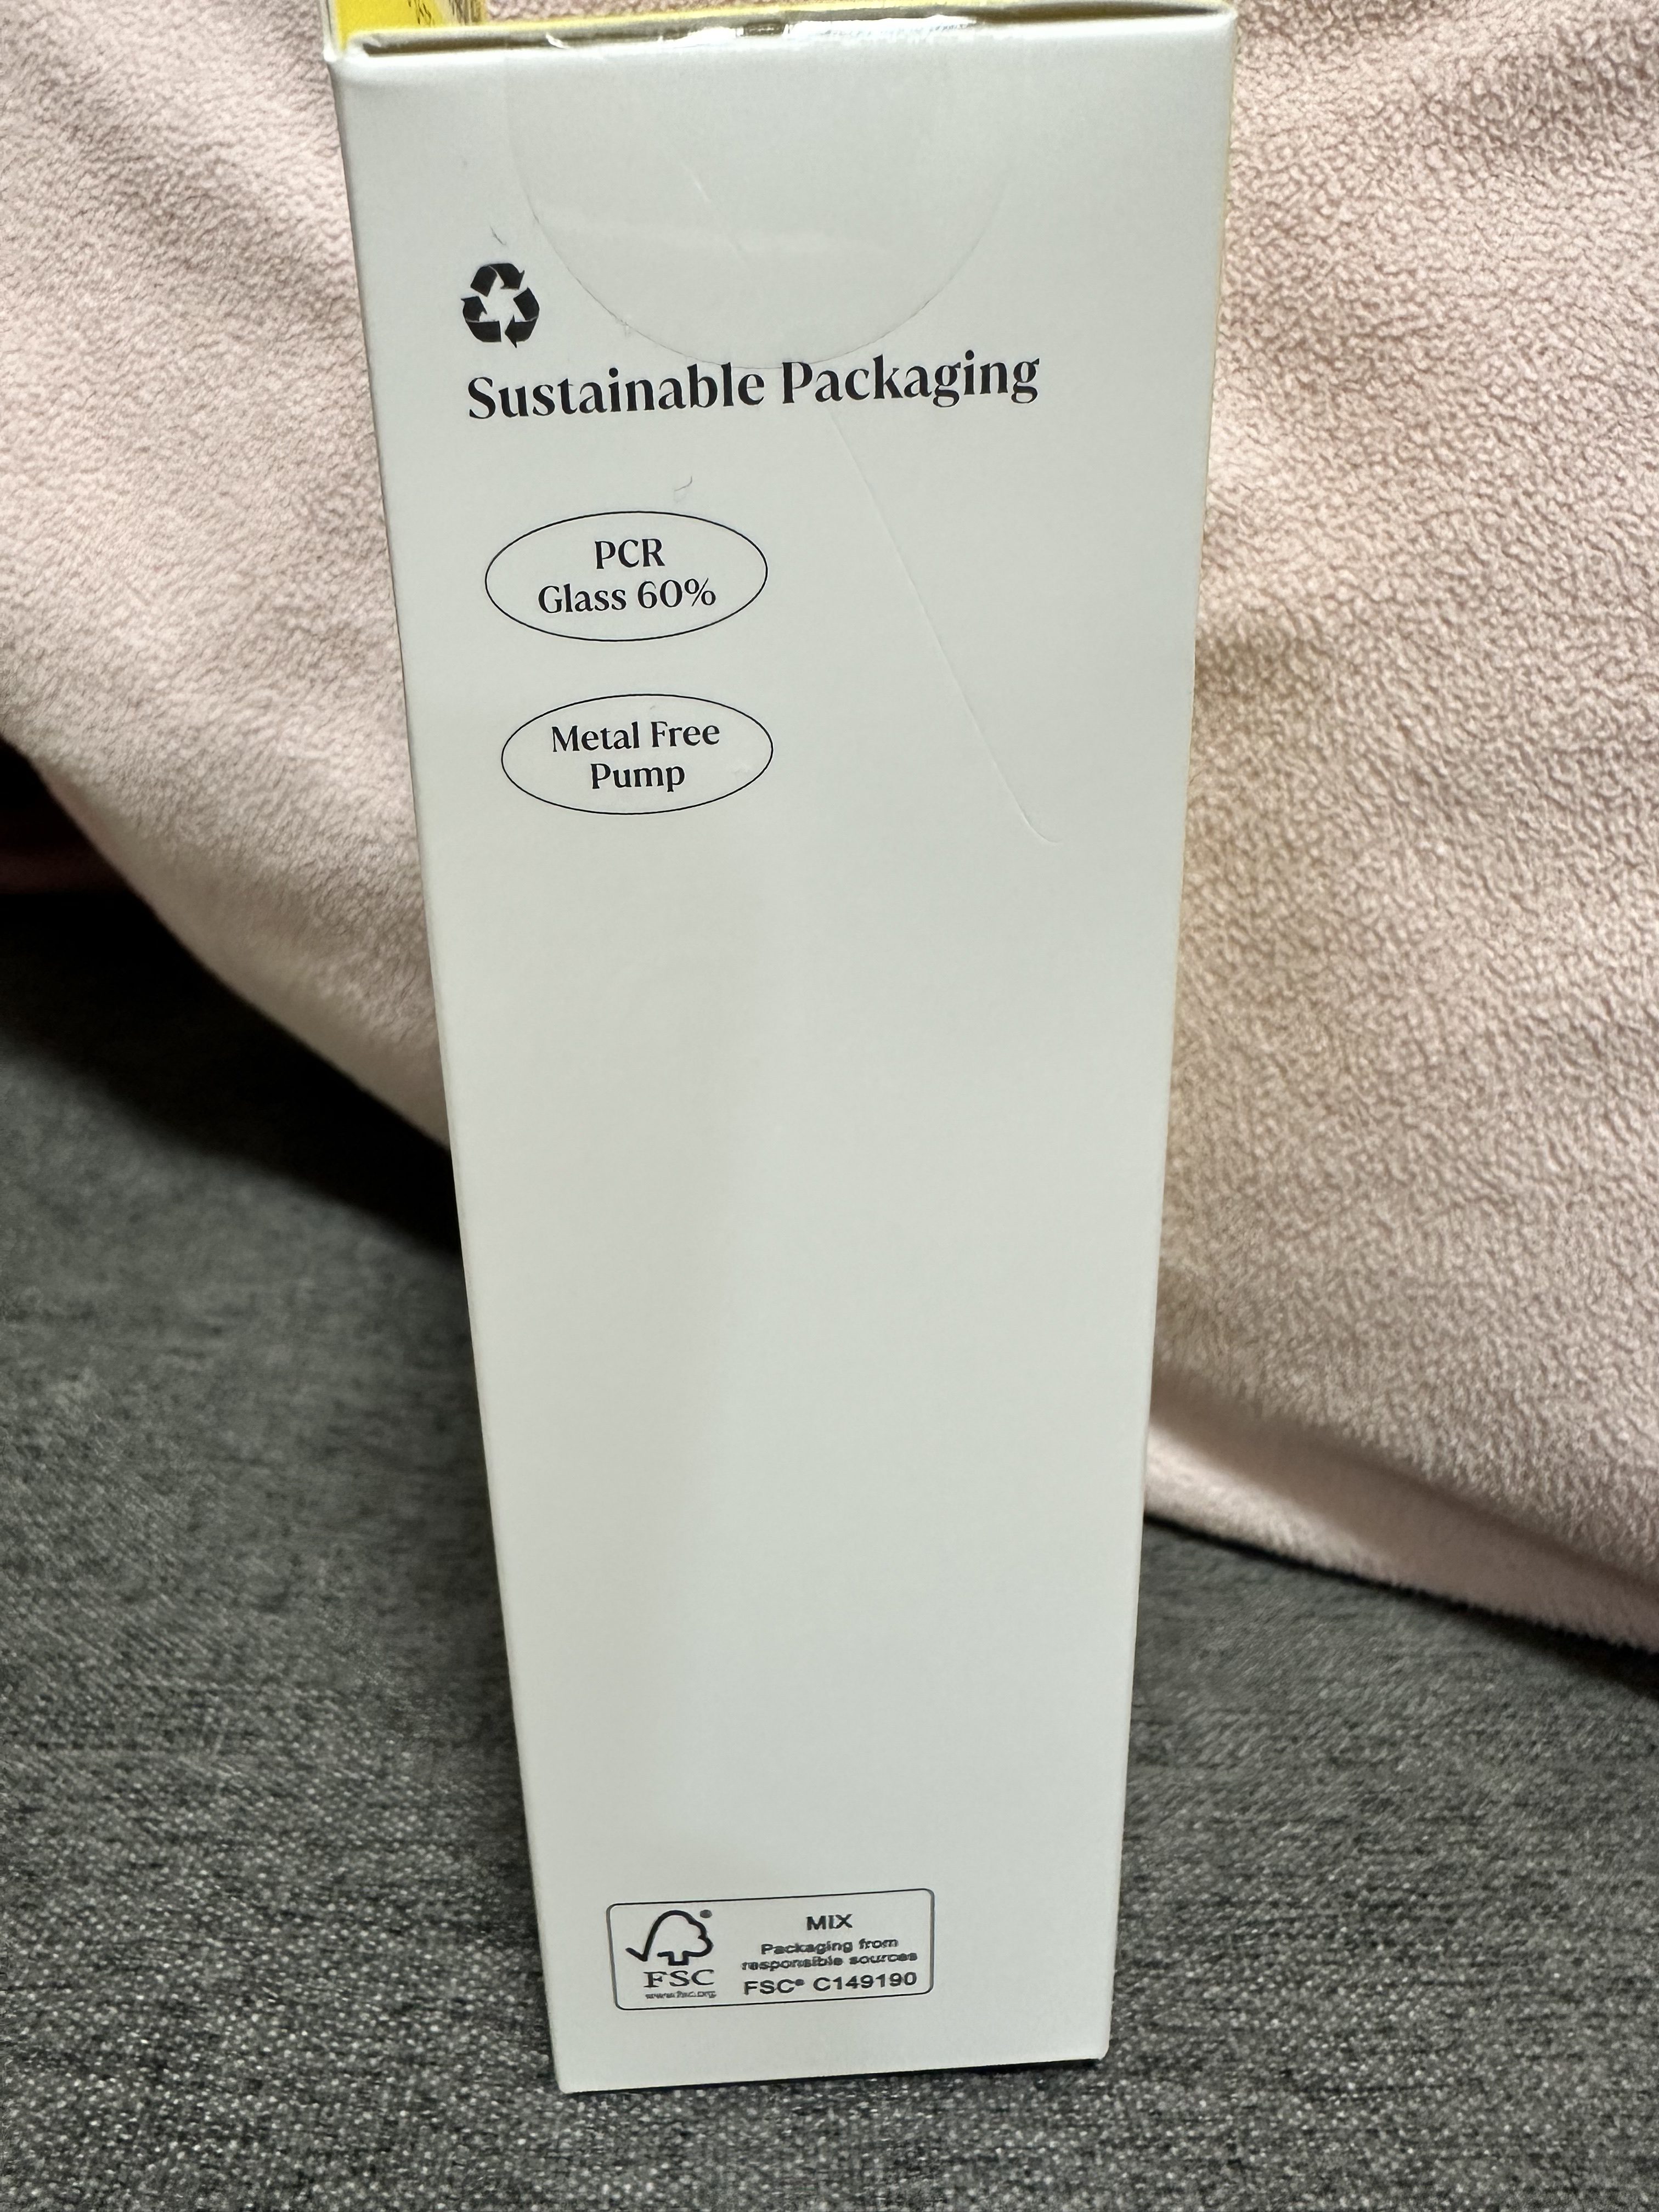 Sustainable Packaging
PCR
Glass 60%
Metal Free
Pump
FSC
www.fsc.org
MIX
Packaging from
responsible sources
FSC® C149190